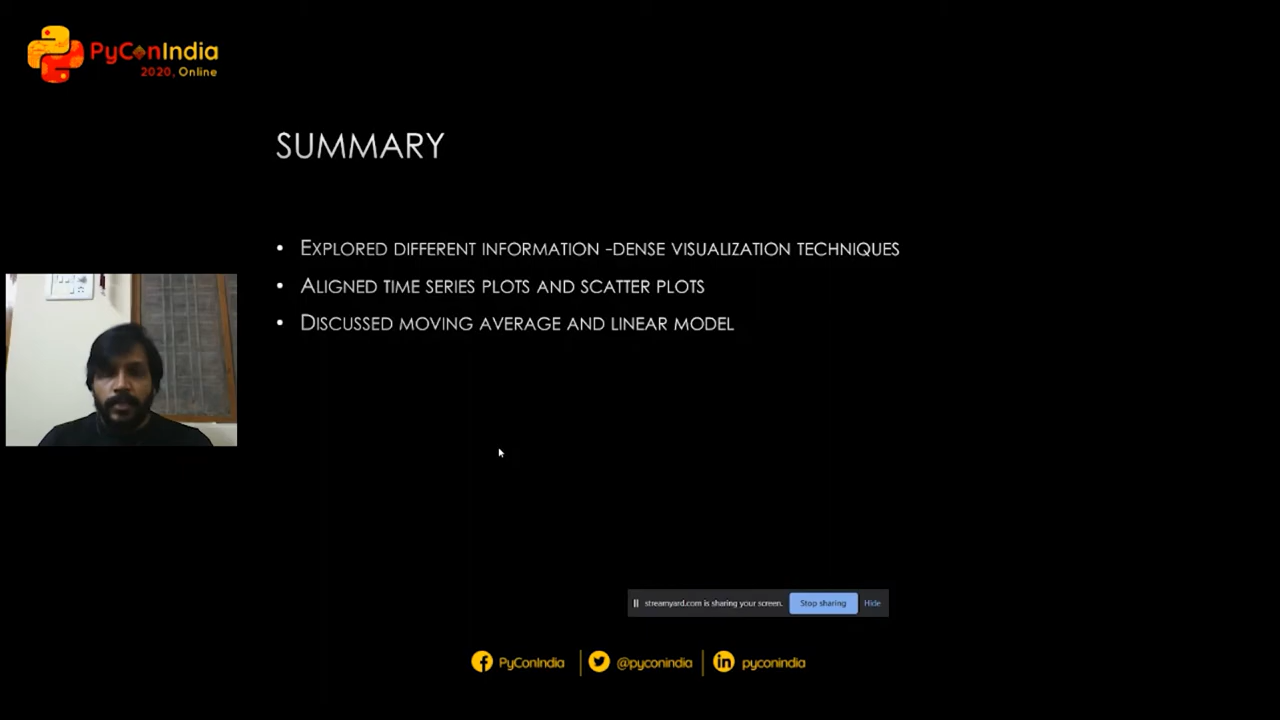 PyConIndia
2020, Online
SUMMARY
• EXPLORED DIFFERENT INFORMATION -DENSE VISUALIZATION TECHNIQUES
• ALIGNED TIME SERIES PLOTS AND SCATTER PLOTS
• DISCUSSED MOVING AVERAGE AND LINEAR MODEL
streamyard.com is sharing your screen. Stop sharing Hide
PyConIndia @pyconindia pyconindia